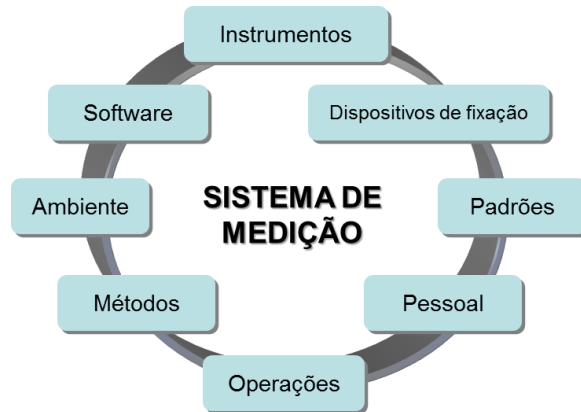 Instrumentos
Software
Dispositivos de fixação
Ambiente
SISTEMA DE
MEDIÇÃO
Padrões
Métodos
Pessoal
Operações